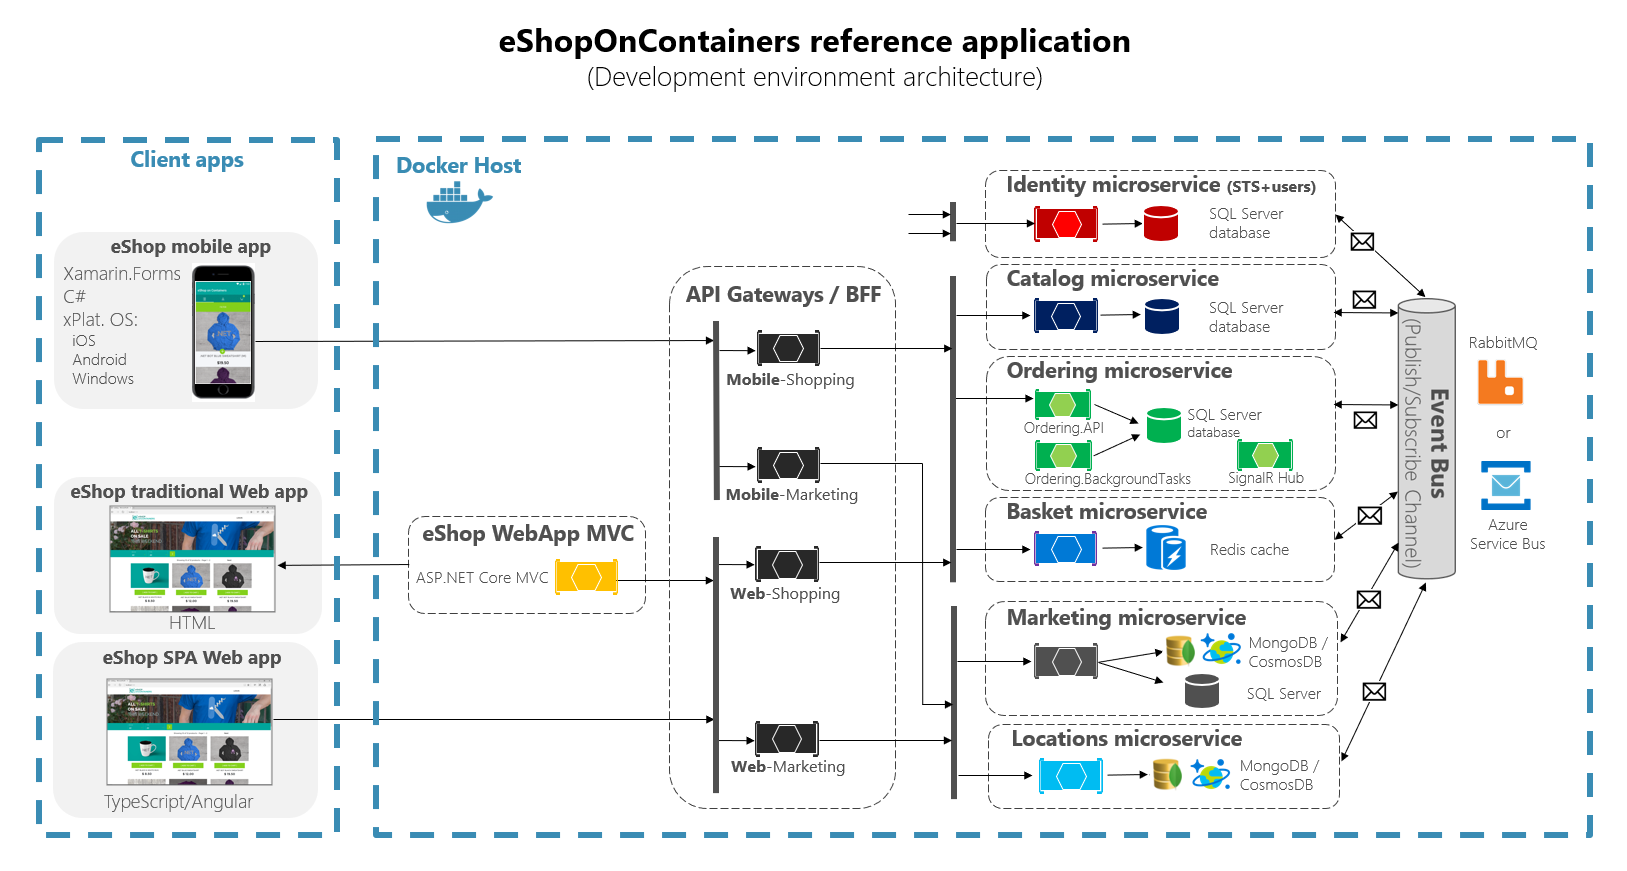 eShopOnContainers reference application
(Development environment architecture)
Client apps
eShop mobile app
Xamarin.Forms
C#
xPlat. OS:
iOS
Android
Windows
eShop traditional Web app
HTML
eShop SPA Web app
TypeScript/Angular
Docker Host
eShop WebApp MVC
ASP.NET Core MVC
API Gateways / BFF
Mobile-Shopping
Mobile-Marketing
Web-Shopping
Web-Marketing
Identity microservice (STS+users)
SQL Server
database
Catalog microservice
SQL Server
database
Ordering microservice
Ordering.API
SQL Server
database
Ordering.BackgroundTasks
SignalR Hub
Basket microservice
Redis cache
Marketing microservice
MongoDB /
CosmosDB
SQL Server
Locations microservice
MongoDB /
CosmosDB
Event Bus
(Publish/Subscribe Channel)
RabbitMQ
or
Azure
Service Bus